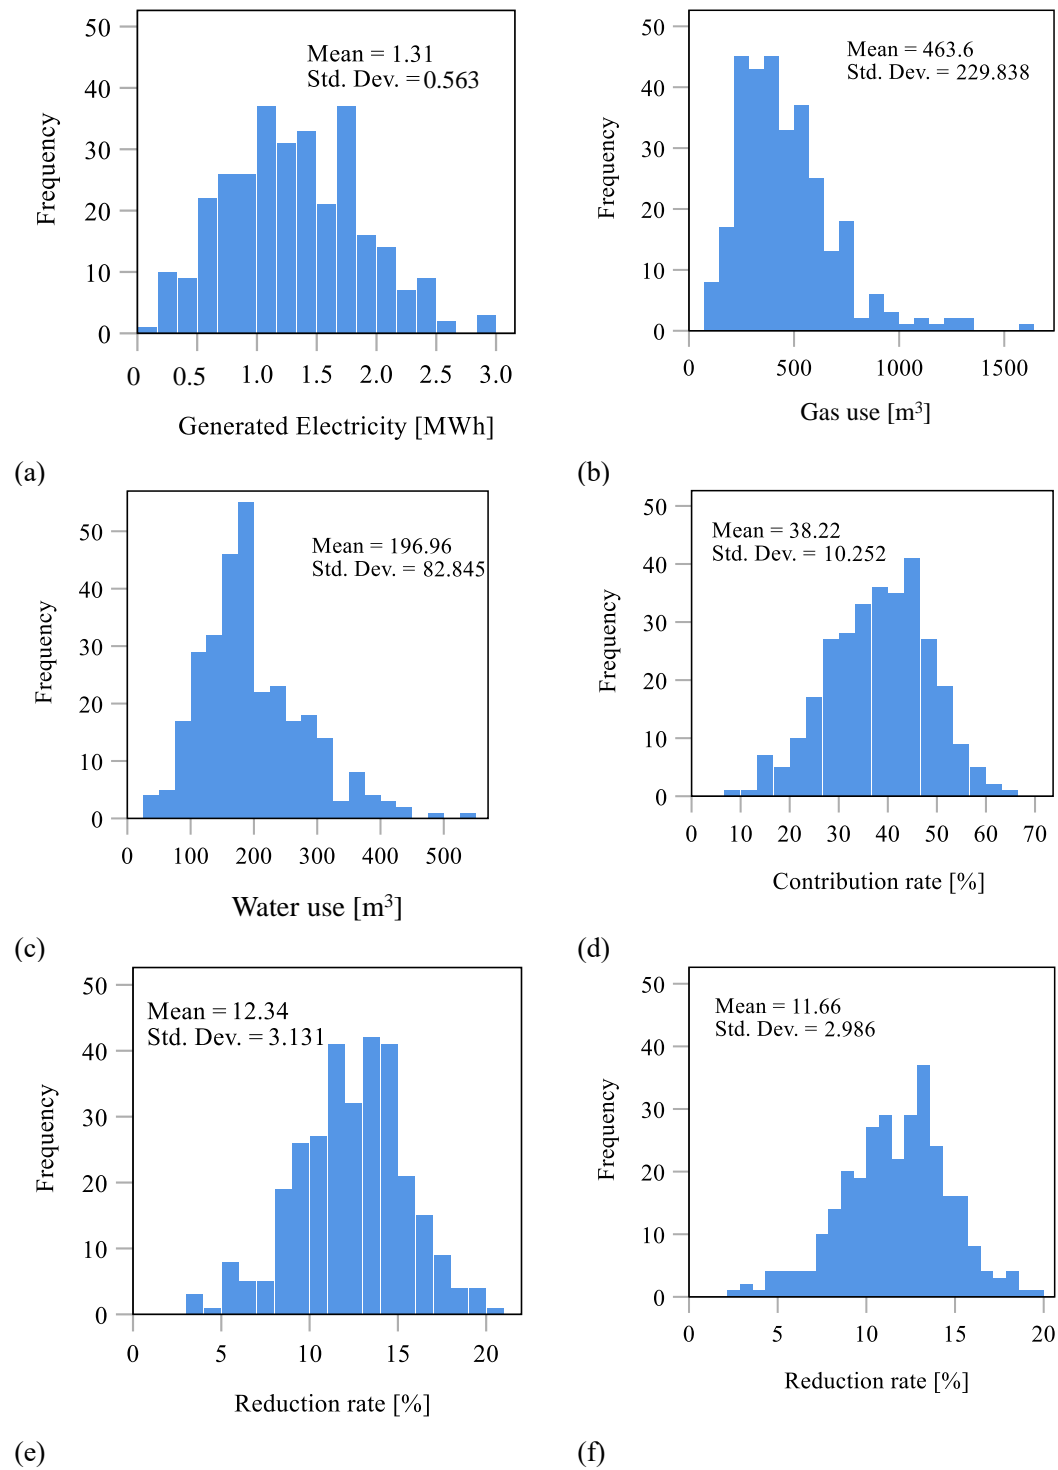 50
40
30
20
10
0
Frequency
Mean = 1.31
Std. Dev. = 0.563
0 0.5 1.0 1.5 2.0 2.5 3.0
Generated Electricity [MWh]
(a)
50
40
30
20
10
0
Frequency
Mean = 463.6
Std. Dev. = 229.838
0 500 1000 1500
Gas use [m³]
(b)
50
40
30
20
10
0
Frequency
Mean = 196.96
Std. Dev. = 82.845
0 100 200 300 400 500
Water use [m³]
(c)
50
40
30
20
10
0
Frequency
Mean = 38.22
Std. Dev. = 10.252
0 10 20 30 40 50 60 70
Contribution rate [%]
(d)
50
40
30
20
10
0
Frequency
Mean = 12.34
Std. Dev. = 3.131
0 5 10 15 20
Reduction rate [%]
(e)
50
40
30
20
10
0
Frequency
Mean = 11.66
Std. Dev. = 2.986
0 5 10 15 20
Reduction rate [%]
(f)